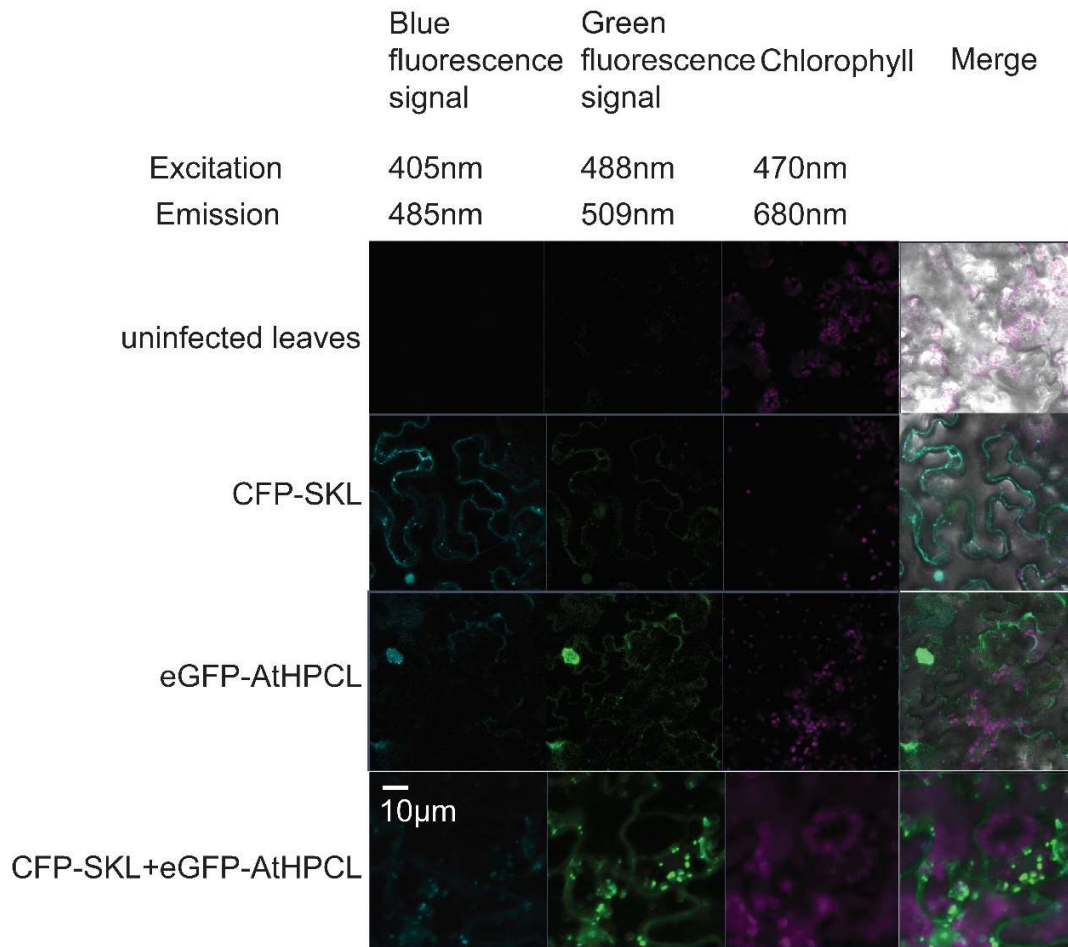 Blue
fluorescence
signal
Green
fluorescence
signal
Chlorophyll
Merge
Excitation 405nm 488nm 470nm
Emission 485nm 509nm 680nm
uninfected leaves
CFP-SKL
eGFP-AtHPCL
10μm
CFP-SKL+eGFP-AtHPCL